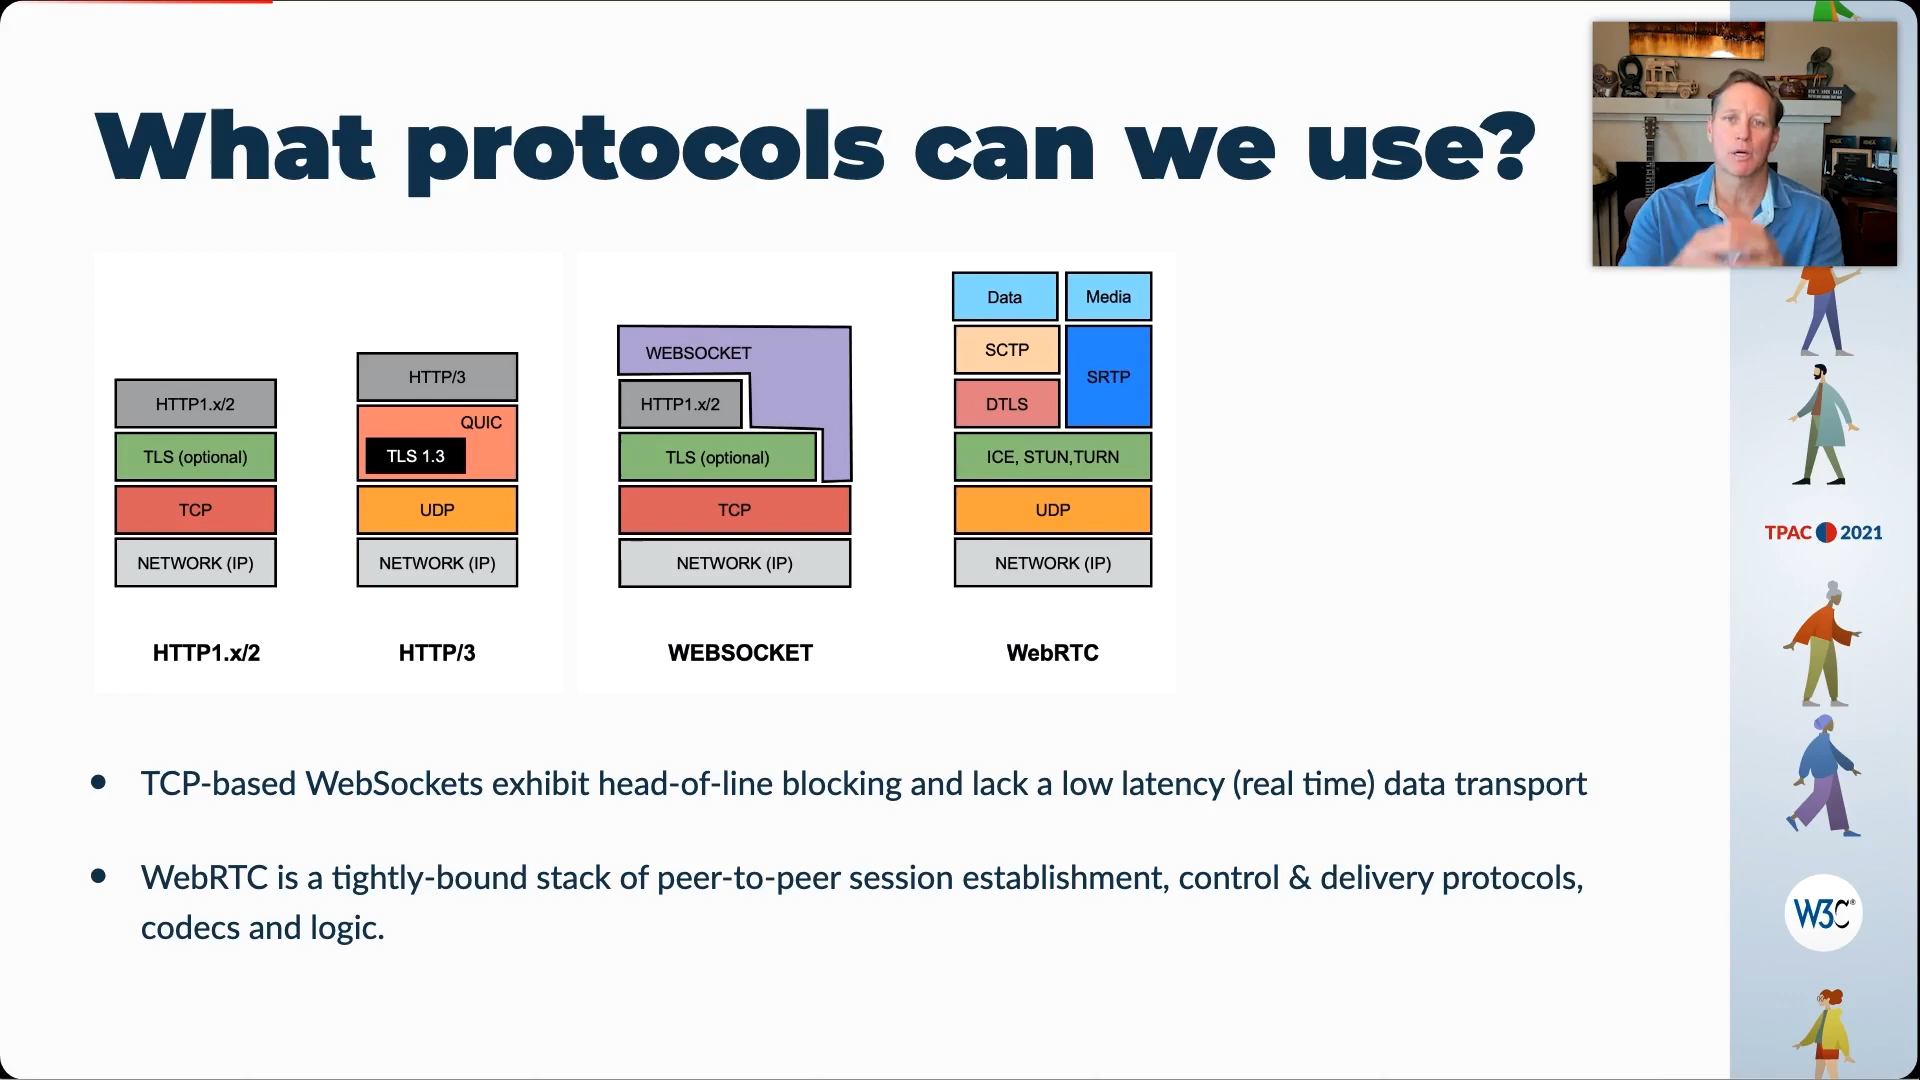 What protocols can we use?
HTTP1.x/2
TLS (optional)
TCP
NETWORK (IP)
HTTP1.x/2
HTTP/3
QUIC
TLS 1.3
UDP
NETWORK (IP)
HTTP/3
WEBSOCKET
HTTP1.x/2
TLS (optional)
TCP
NETWORK (IP)
WEBSOCKET
Data
Media
SCTP
SRTP
DTLS
ICE, STUN,TURN
UDP
NETWORK (IP)
WebRTC
• TCP-based WebSockets exhibit head-of-line blocking and lack a low latency (real time) data transport
• WebRTC is a tightly-bound stack of peer-to-peer session establishment, control & delivery protocols,
codecs and logic.
TPAC 2021
W3C®